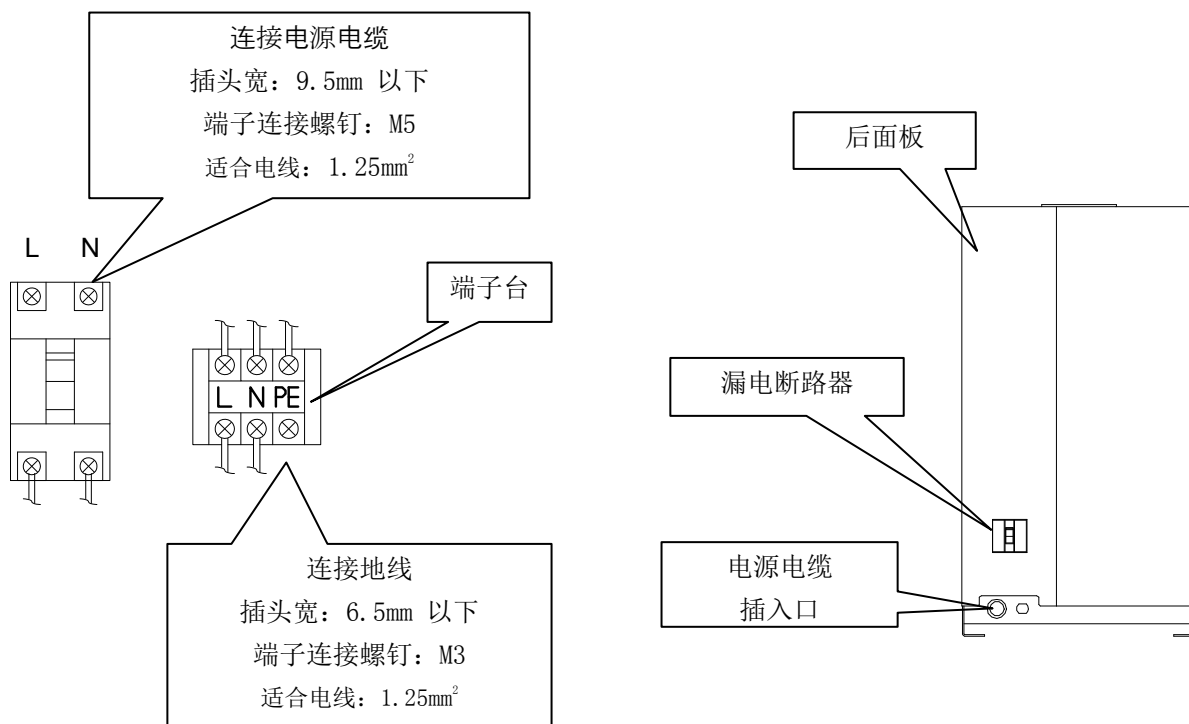 连接电源电缆
插头宽：9.5mm 以下
端子连接螺钉：M5
适合电线：1.25mm²
L N
端子台
L N PE
连接地线
插头宽：6.5mm 以下
端子连接螺钉：M3
适合电线：1.25mm²
后面板
漏电断路器
电源电缆
插入口